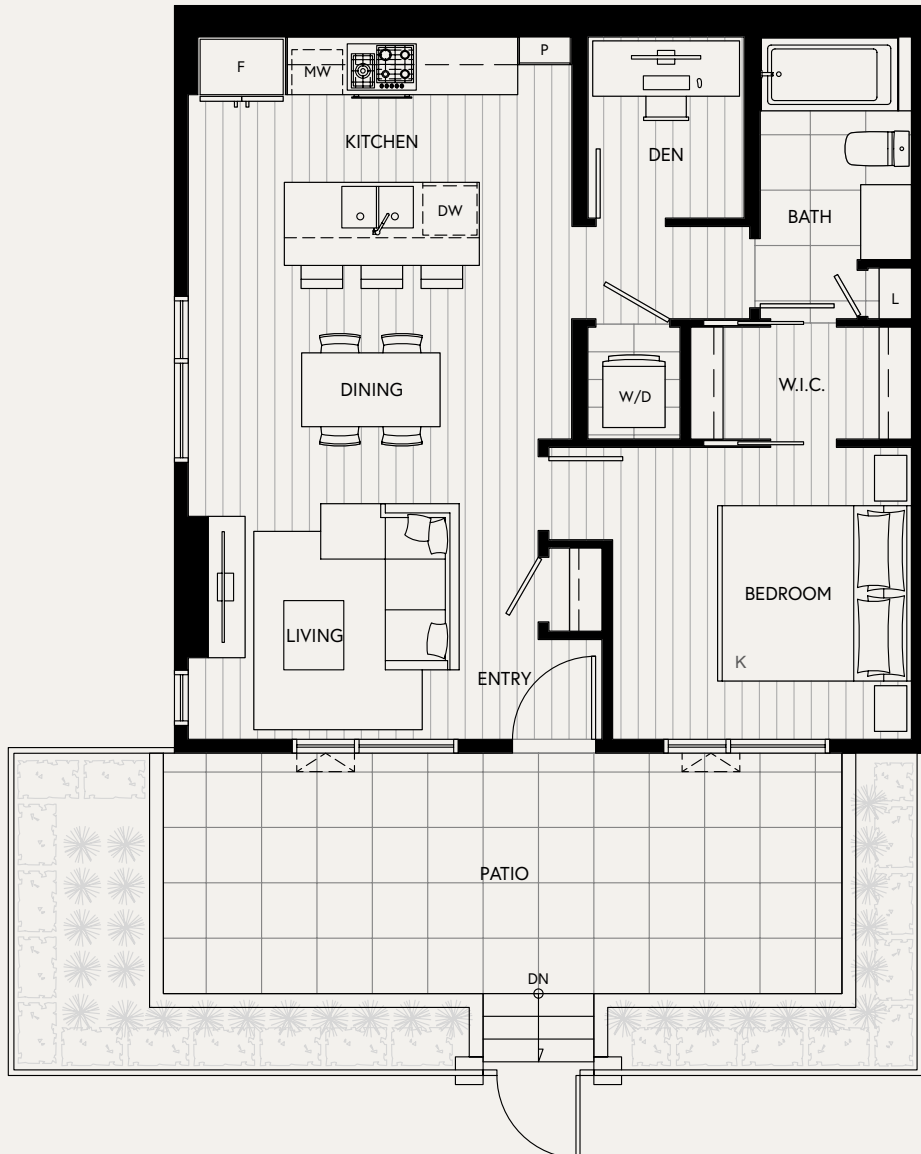 F
MW
P
KITCHEN
DEN
DW
BATH
L
DINING
W/D
W.I.C.
BEDROOM
LIVING
K
ENTRY
PATIO
DN